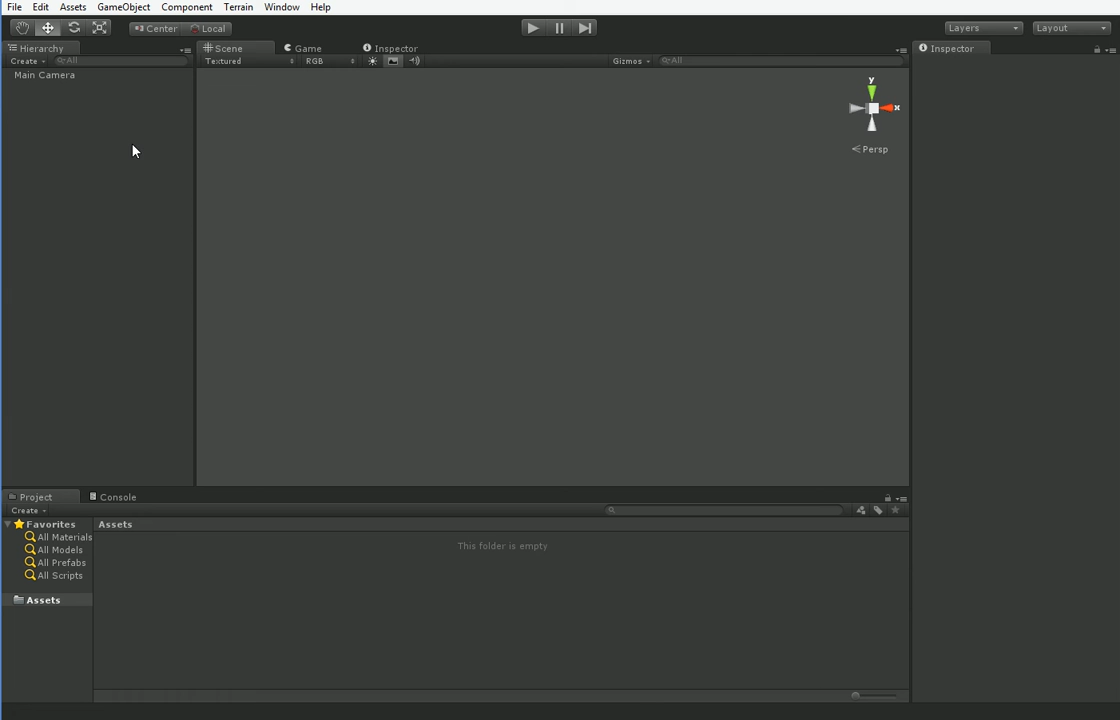 File Edit Assets GameObject Component Terrain Window Help
Center Local Layers Layout
Hierarchy Scene Game Inspector Inspector
Create All Textured RGB Gizmos All
Main Camera
y
x
Persp
Project Console
Create
Favorites Assets
All Materials
All Models
All Prefabs
All Scripts
This folder is empty
Assets